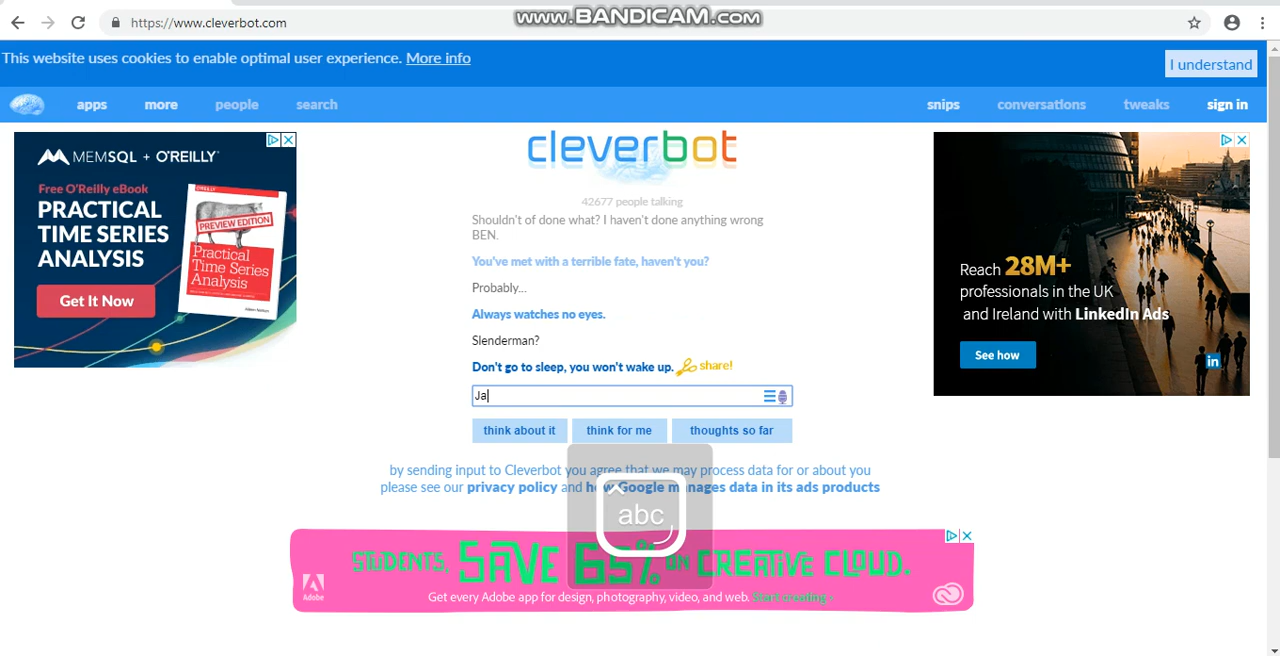 https://www.cleverbot.com
www.BANDICAM.com
This website uses cookies to enable optimal user experience. More info
I understand
apps more people search
snips conversations tweaks sign in
MEMSQL + O'REILLY
Free O'Reilly eBook
PRACTICAL
TIME SERIES
ANALYSIS
Get It Now
O'REILLY
PREVIEW EDITION
Practical
Time Series
Analysis
cleverbot
42677 people talking
Shouldn't of done what? I haven't done anything wrong
BEN.
You've met with a terrible fate, haven't you?
Probably...
Always watches no eyes.
Slenderman?
Don't go to sleep, you won't wake up. share!
Ja
think about it think for me thoughts so far
by sending input to Cleverbot you agree that we may process data for or about you
please see our privacy policy and how Google manages data in its ads products
abc
Reach 28M+
professionals in the UK
and Ireland with LinkedIn Ads
See how
in
STUDENTS, SAVE 65% ON CREATIVE CLOUD.
Get every Adobe app for design, photography, video, and web. Start creating ›
Adobe